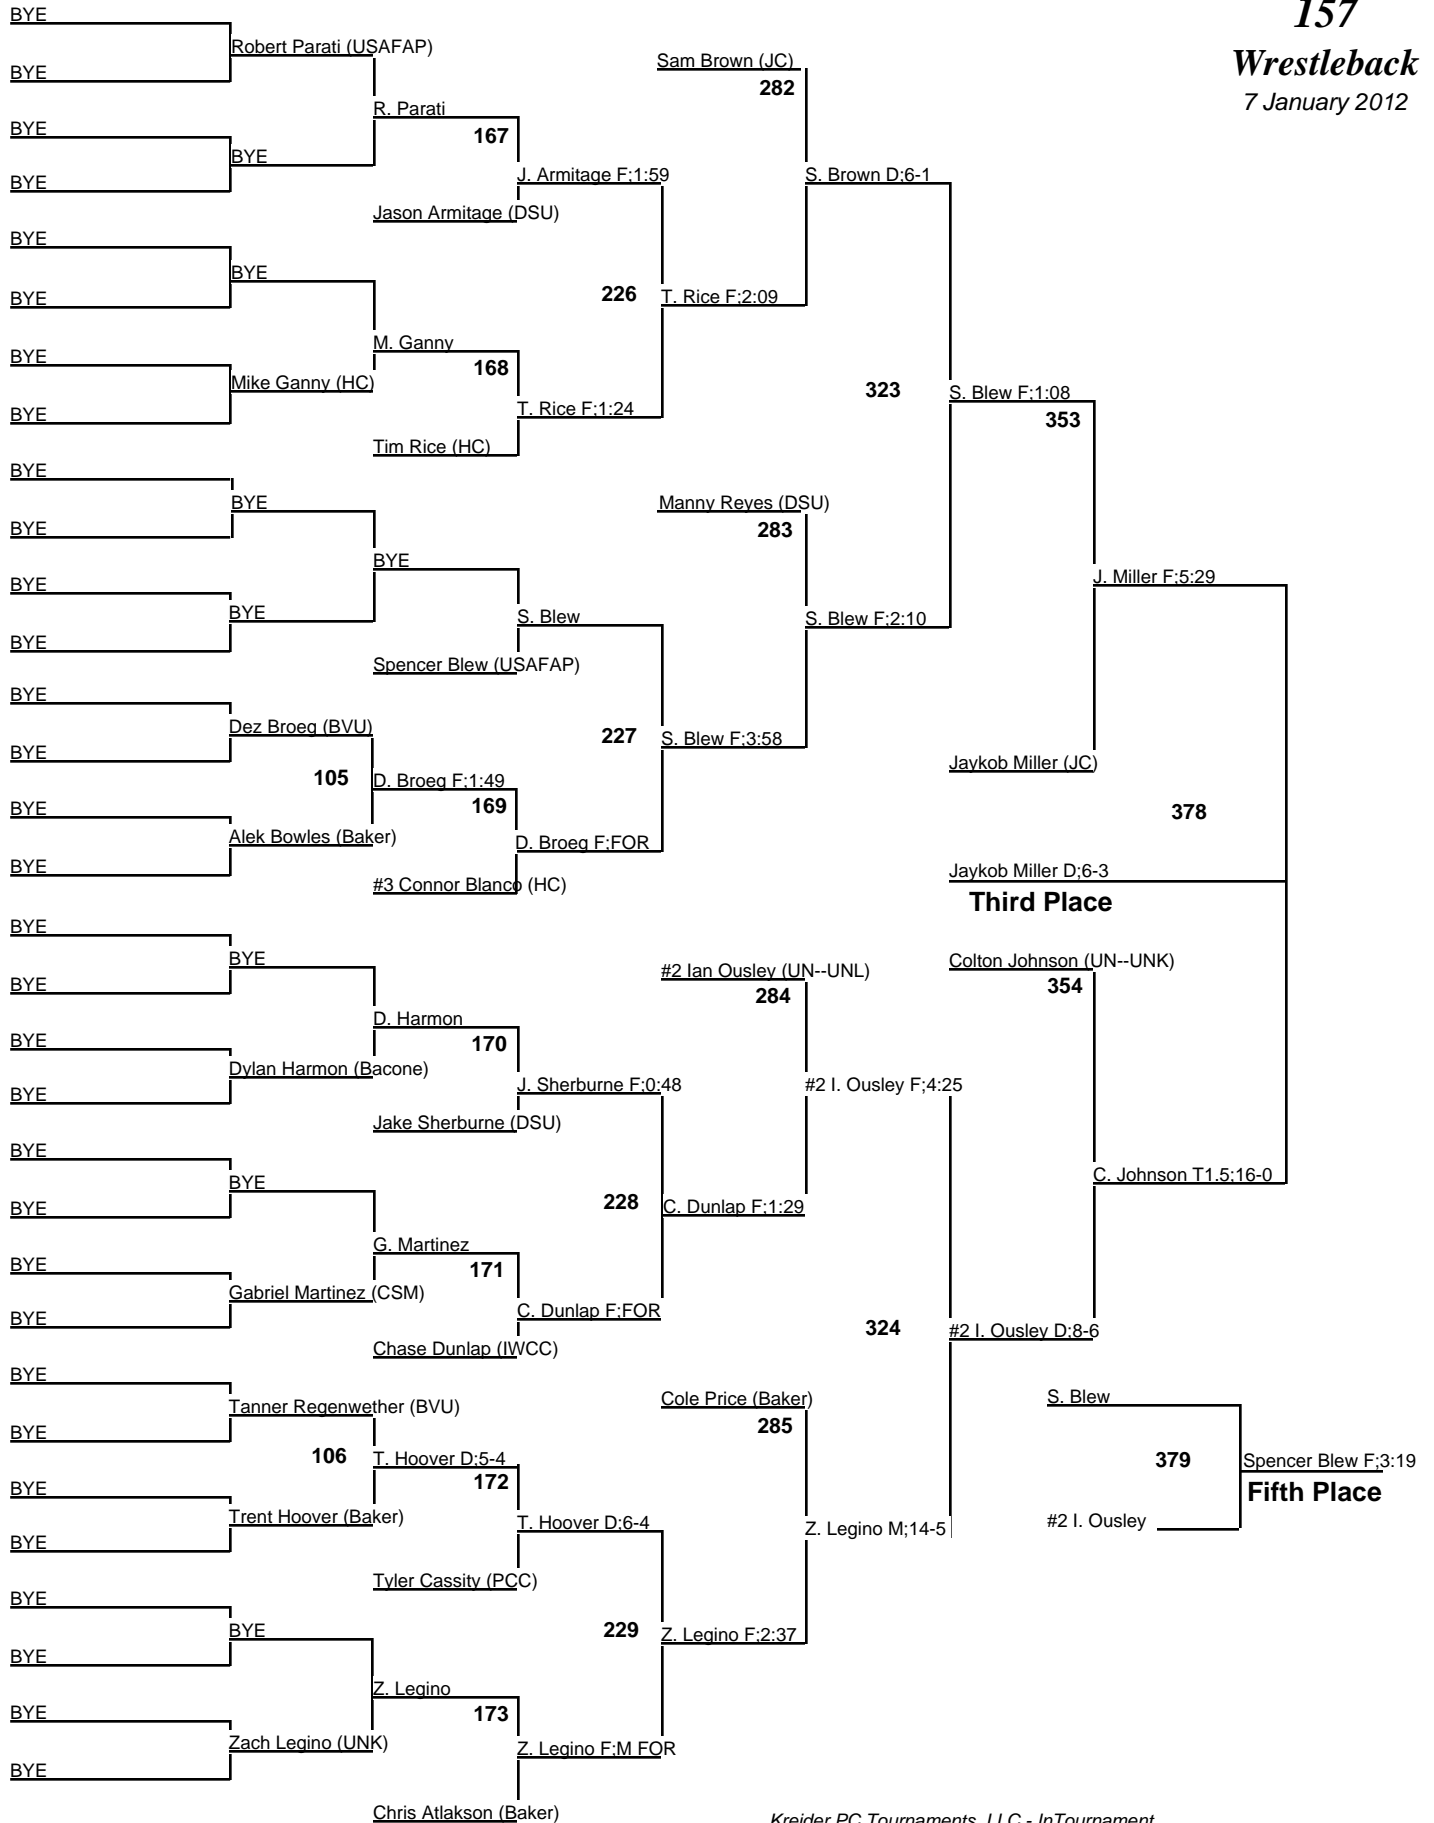 157
Wrestleback
7 January 2012
BYE
Robert Parati (USAFAP)
BYE
R. Parati
167
BYE
BYE
BYE
J. Armitage F;1:59
Jason Armitage (DSU)
BYE
BYE
BYE
226
T. Rice F;2:09
M. Ganny
168
BYE
Mike Ganny (HC)
BYE
T. Rice F;1:24
Tim Rice (HC)
Sam Brown (JC)
282
S. Brown D;6-1
323
S. Blew F;1:08
353
BYE
BYE
BYE
BYE
BYE
BYE
BYE
S. Blew
Spencer Blew (USAFAP)
Manny Reyes (DSU)
283
S. Blew F;2:10
J. Miller F;5:29
BYE
Dez Broeg (BVU)
BYE
227
S. Blew F;3:58
105
D. Broeg F;1:49
169
BYE
Alek Bowles (Baker)
BYE
D. Broeg F;FOR
#3 Connor Blanco (HC)
Jaykob Miller (JC)
378
Jaykob Miller D;6-3
Third Place
BYE
BYE
BYE
D. Harmon
170
BYE
Dylan Harmon (Bacone)
BYE
J. Sherburne F;0:48
Jake Sherburne (DSU)
#2 Ian Ousley (UN--UNL)
284
#2 I. Ousley F;4:25
Colton Johnson (UN--UNK)
354
BYE
BYE
BYE
228
C. Dunlap F;1:29
C. Johnson T1.5;16-0
G. Martinez
171
BYE
Gabriel Martinez (CSM)
BYE
C. Dunlap F;FOR
Chase Dunlap (IWCC)
324
#2 I. Ousley D;8-6
BYE
Tanner Regenwether (BVU)
BYE
106
T. Hoover D;5-4
172
BYE
Trent Hoover (Baker)
BYE
T. Hoover D;6-4
Tyler Cassity (PCC)
Cole Price (Baker)
285
Z. Legino M;14-5
S. Blew
379
Spencer Blew F;3:19
Fifth Place
#2 I. Ousley
BYE
BYE
BYE
229
Z. Legino F;2:37
Z. Legino
173
BYE
Zach Legino (UNK)
BYE
Z. Legino F;M FOR
Chris Atlakson (Baker)
Kreider PC Tournaments, LLC - InTournament